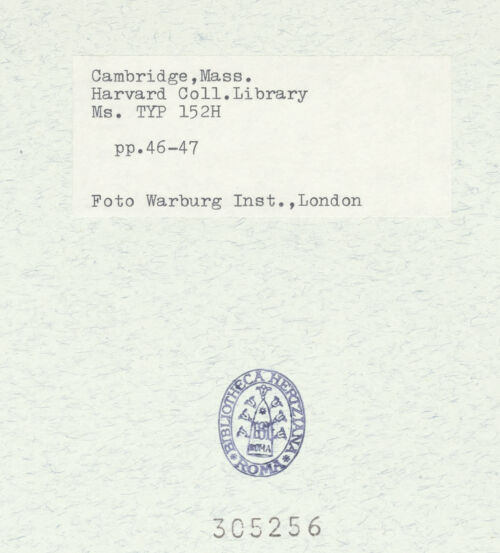 Cambridge,Mass.
Harvard Coll.Library
Ms. TYP 152H
pp.46-47
Foto Warburg Inst.,London
BIBLIOTHECA HERTZIANA
ROMA
ROMA
305256